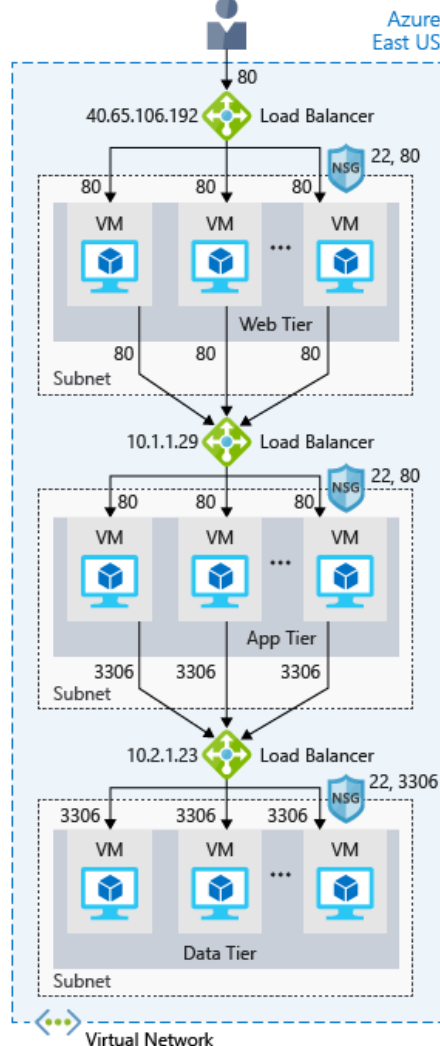 Azure
East US
80
40.65.106.192 Load Balancer
NSG 22, 80
80 80 80
VM VM VM
...
Web Tier
80 80 80
Subnet
10.1.1.29 Load Balancer
NSG 22, 80
80 80 80
VM VM VM
...
App Tier
3306 3306 3306
Subnet
10.2.1.23 Load Balancer
NSG 22, 3306
3306 3306 3306
VM VM VM
...
Data Tier
Subnet
Virtual Network